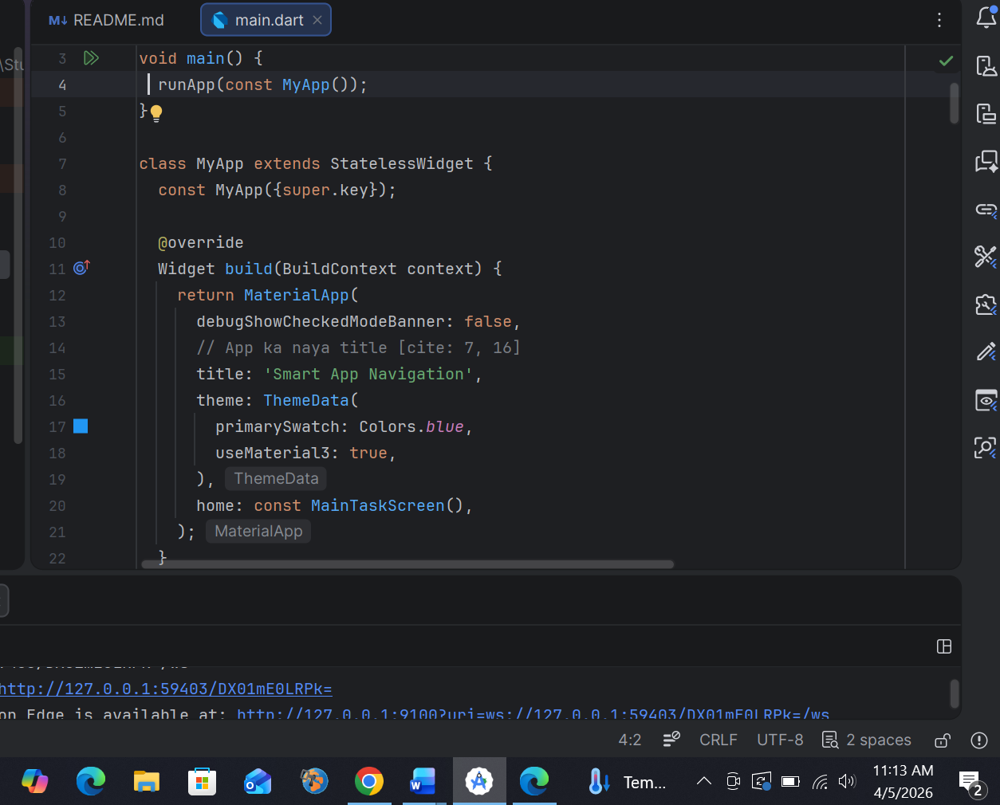 M↓ README.md
main.dart
\Stu
3 void main() {
4 runApp(const MyApp());
5 }
6
7 class MyApp extends StatelessWidget {
8 const MyApp({super.key});
9
10 @override
11 Widget build(BuildContext context) {
12 return MaterialApp(
13 debugShowCheckedModeBanner: false,
14 // App ka naya title [cite: 7, 16]
15 title: 'Smart App Navigation',
16 theme: ThemeData(
17 primarySwatch: Colors.blue,
18 useMaterial3: true,
19 ), ThemeData
20 home: const MainTaskScreen(),
21 ); MaterialApp
22 }
http://127.0.0.1:59403/DX01mE0LRPk=
on Edge is available at: http://127.0.0.1:9100?uri=ws://127.0.0.1:59403/DX01mE0LRPk=/ws
4:2 CRLF UTF-8 2 spaces
Tem...
11:13 AM
4/5/2026
2